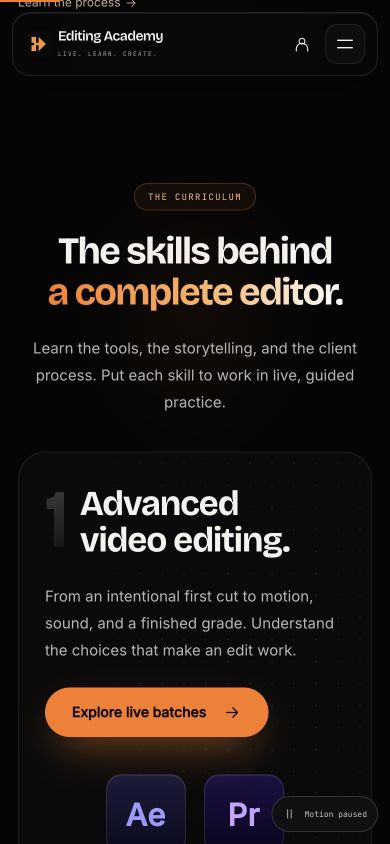 Learn the process →
Editing Academy
LIVE. LEARN. CREATE.
THE CURRICULUM
The skills behind
a complete editor.
Learn the tools, the storytelling, and the client
process. Put each skill to work in live, guided
practice.
1
Advanced
video editing.
From an intentional first cut to motion,
sound, and a finished grade. Understand
the choices that make an edit work.
Explore live batches →
Ae
Pr
Motion paused